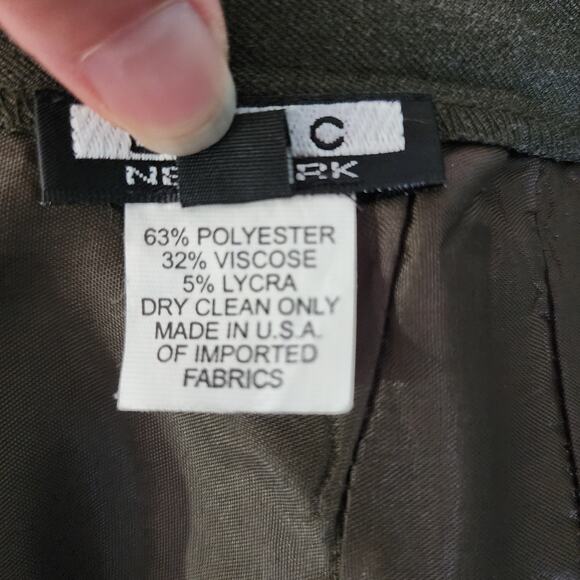 C
63% POLYESTER
32% VISCOSE
5% LYCRA
DRY CLEAN ONLY
MADE IN U.S.A.
OF IMPORTED
FABRICS